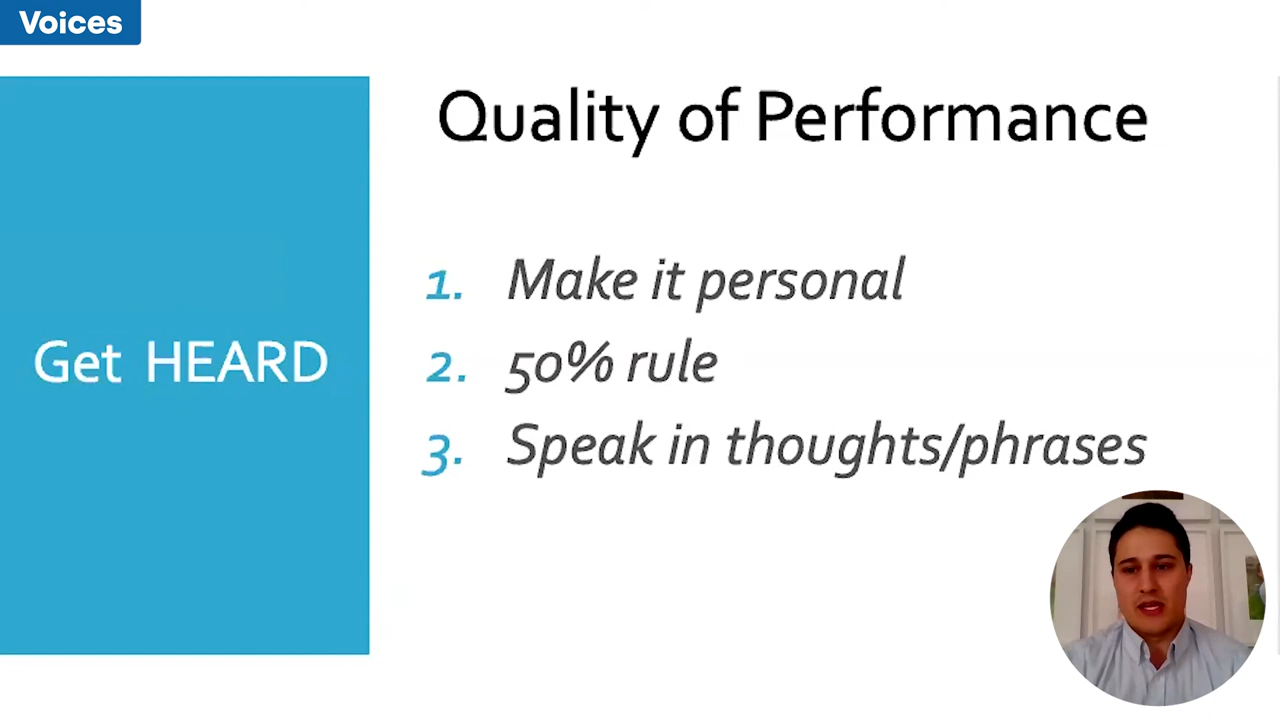 Voices
Quality of Performance
Get HEARD
1. Make it personal
2. 50% rule
3. Speak in thoughts/phrases